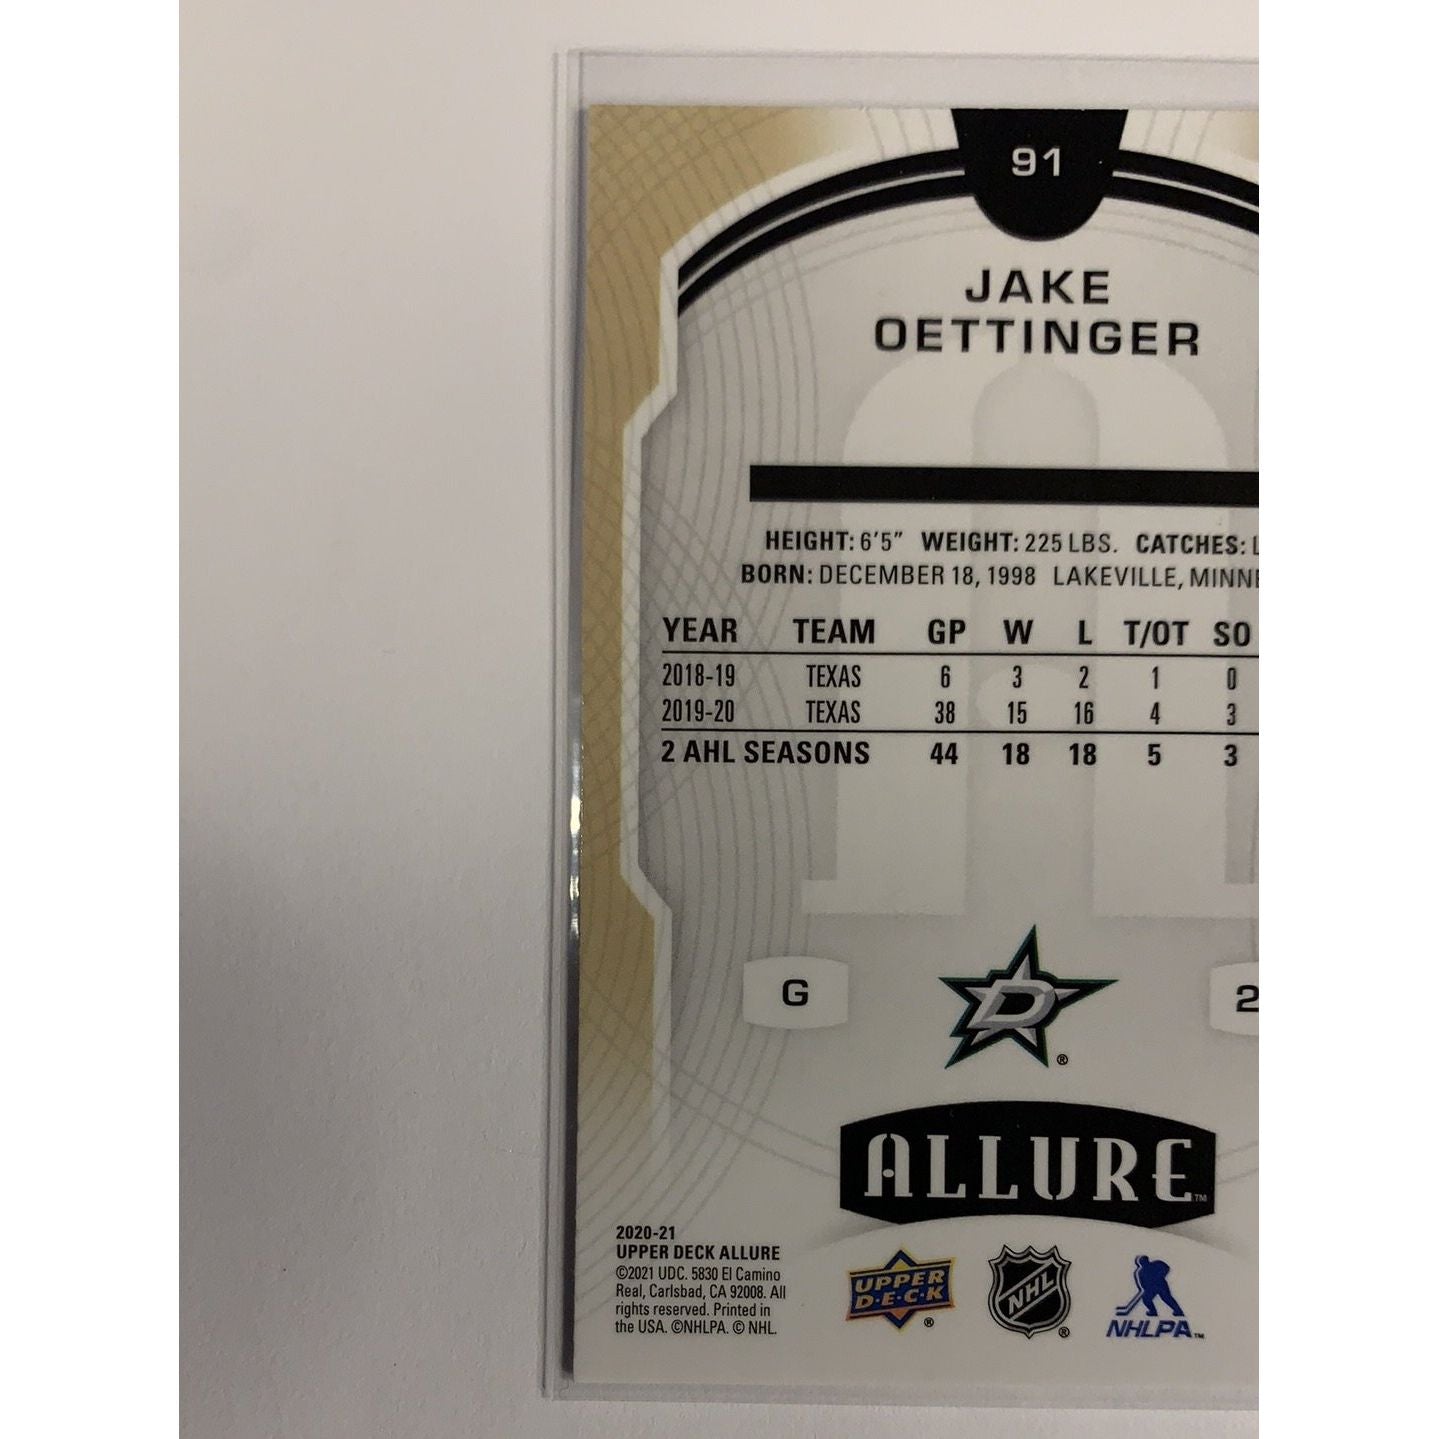 91
JAKE
OETTINGER
HEIGHT: 6'5" WEIGHT: 225 LBS. CATCHES: L
BORN: DECEMBER 18, 1998 LAKEVILLE, MINNE
YEAR TEAM GP W L T/OT SO
2018-19 TEXAS 6 3 2 1 0
2019-20 TEXAS 38 15 16 4 3
2 AHL SEASONS 44 18 18 5 3
G 2
D ®
ALLURE™
2020-21
UPPER DECK ALLURE
©2021 UDC. 5830 El Camino
Real, Carlsbad, CA 92008. All
rights reserved. Printed in
the USA. ©NHLPA. © NHL.
UPPER
D·E·C·K ®
NHL ®
NHLPA™